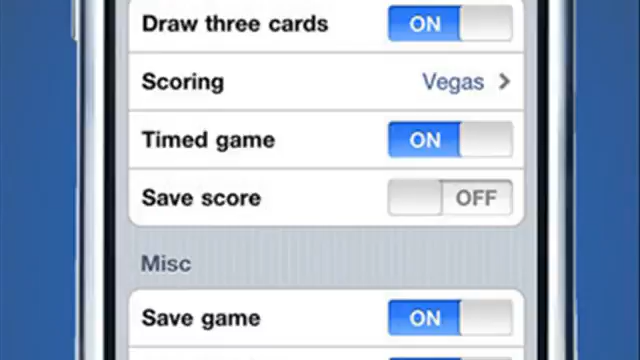 Draw three cards ON
Scoring Vegas
Timed game ON
Save score OFF
Misc
Save game ON